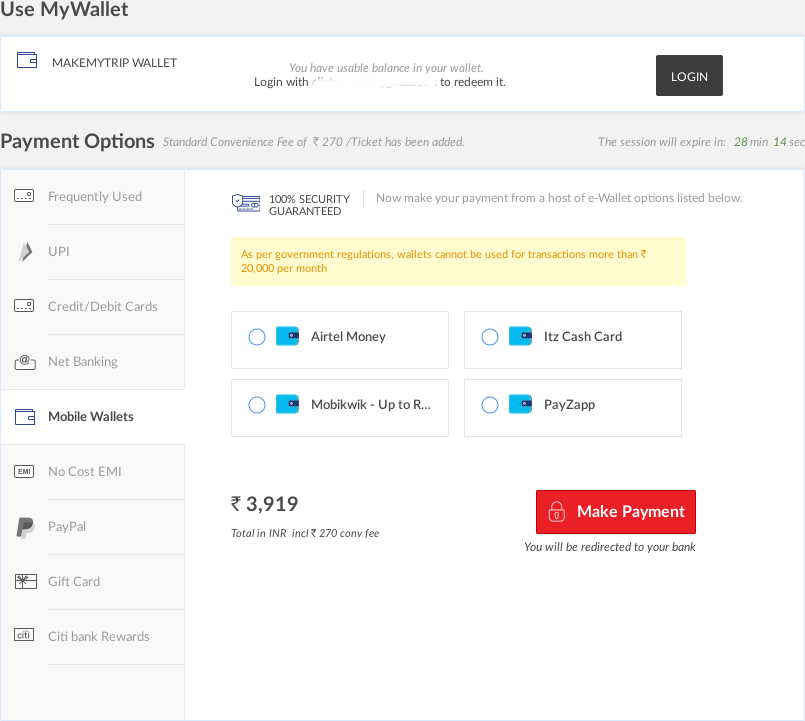 Use MyWallet
MAKEMYTRIP WALLET
You have usable balance in your wallet.
Login with
to redeem it.
LOGIN
Payment Options
Standard Convenience Fee of ₹ 270 /Ticket has been added.
The session will expire in: 28 min 14 sec
Frequently Used
UPI
Credit/Debit Cards
Net Banking
Mobile Wallets
EMI No Cost EMI
PayPal
Gift Card
citi Citi bank Rewards
100% SECURITY
GUARANTEED
Now make your payment from a host of e-Wallet options listed below.
As per government regulations, wallets cannot be used for transactions more than ₹
20,000 per month
Airtel Money
Itz Cash Card
Mobikwik - Up to R...
PayZapp
₹ 3,919
Total in INR incl ₹ 270 conv fee
Make Payment
You will be redirected to your bank